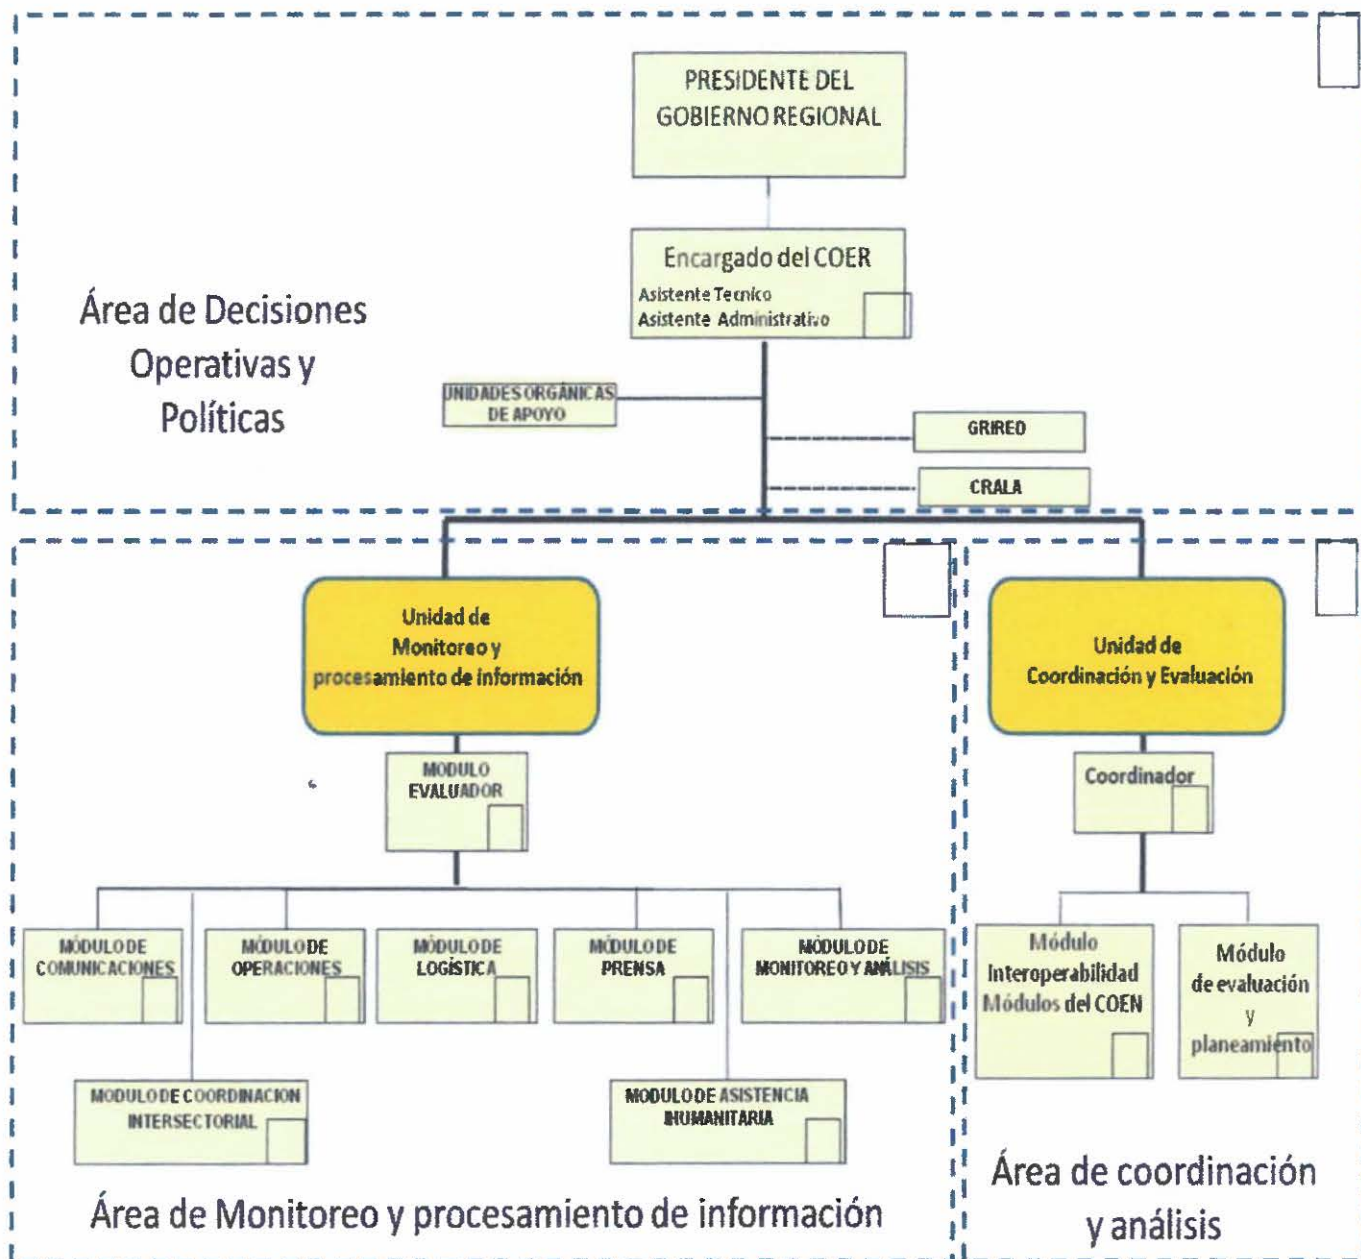 PRESIDENTE DEL
GOBIERNO REGIONAL
Encargado del COER
Asistente Tecnico
Asistente Administrativo
Área de Decisiones
Operativas y
Políticas
UNIDADES ORGÁNICAS
DE APOYO
GRIRED
CRALA
Unidad de
Monitoreo y
procesamiento de información
Unidad de
Coordinación y Evaluación
MODULO
EVALUADOR
Coordinador
MÓDULO DE
COMUNICACIONES
MÓDULO DE
OPERACIONES
MÓDULO DE
LOGÍSTICA
MÓDULO DE
PRENSA
MÓDULO DE
MONITOREO Y ANÁLISIS
Módulo
Interoperabilidad
Módulos del COEN
Módulo
de evaluación
y
planeamiento
MODULO DE COORDINACION
INTERSECTORIAL
MODULO DE ASISTENCIA
HUMANITARIA
Área de Monitoreo y procesamiento de información
Área de coordinación
y análisis